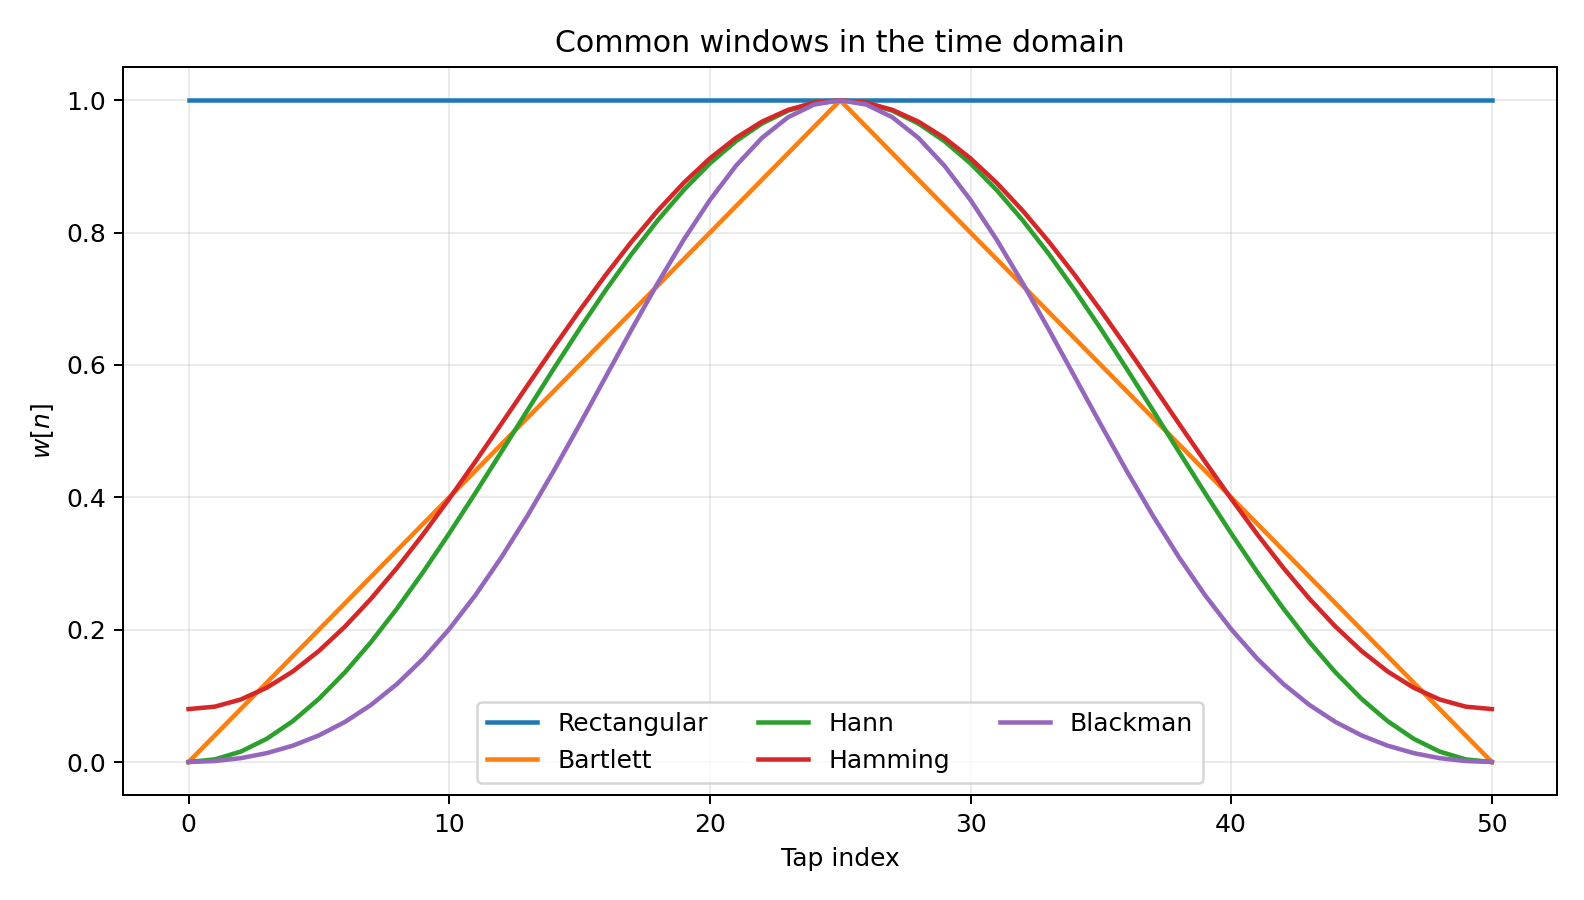 Common windows in the time domain
w[n]
1.0
0.8
0.6
0.4
0.2
0.0
Rectangular Hann Blackman
Bartlett Hamming
0 10 20 30 40 50
Tap index